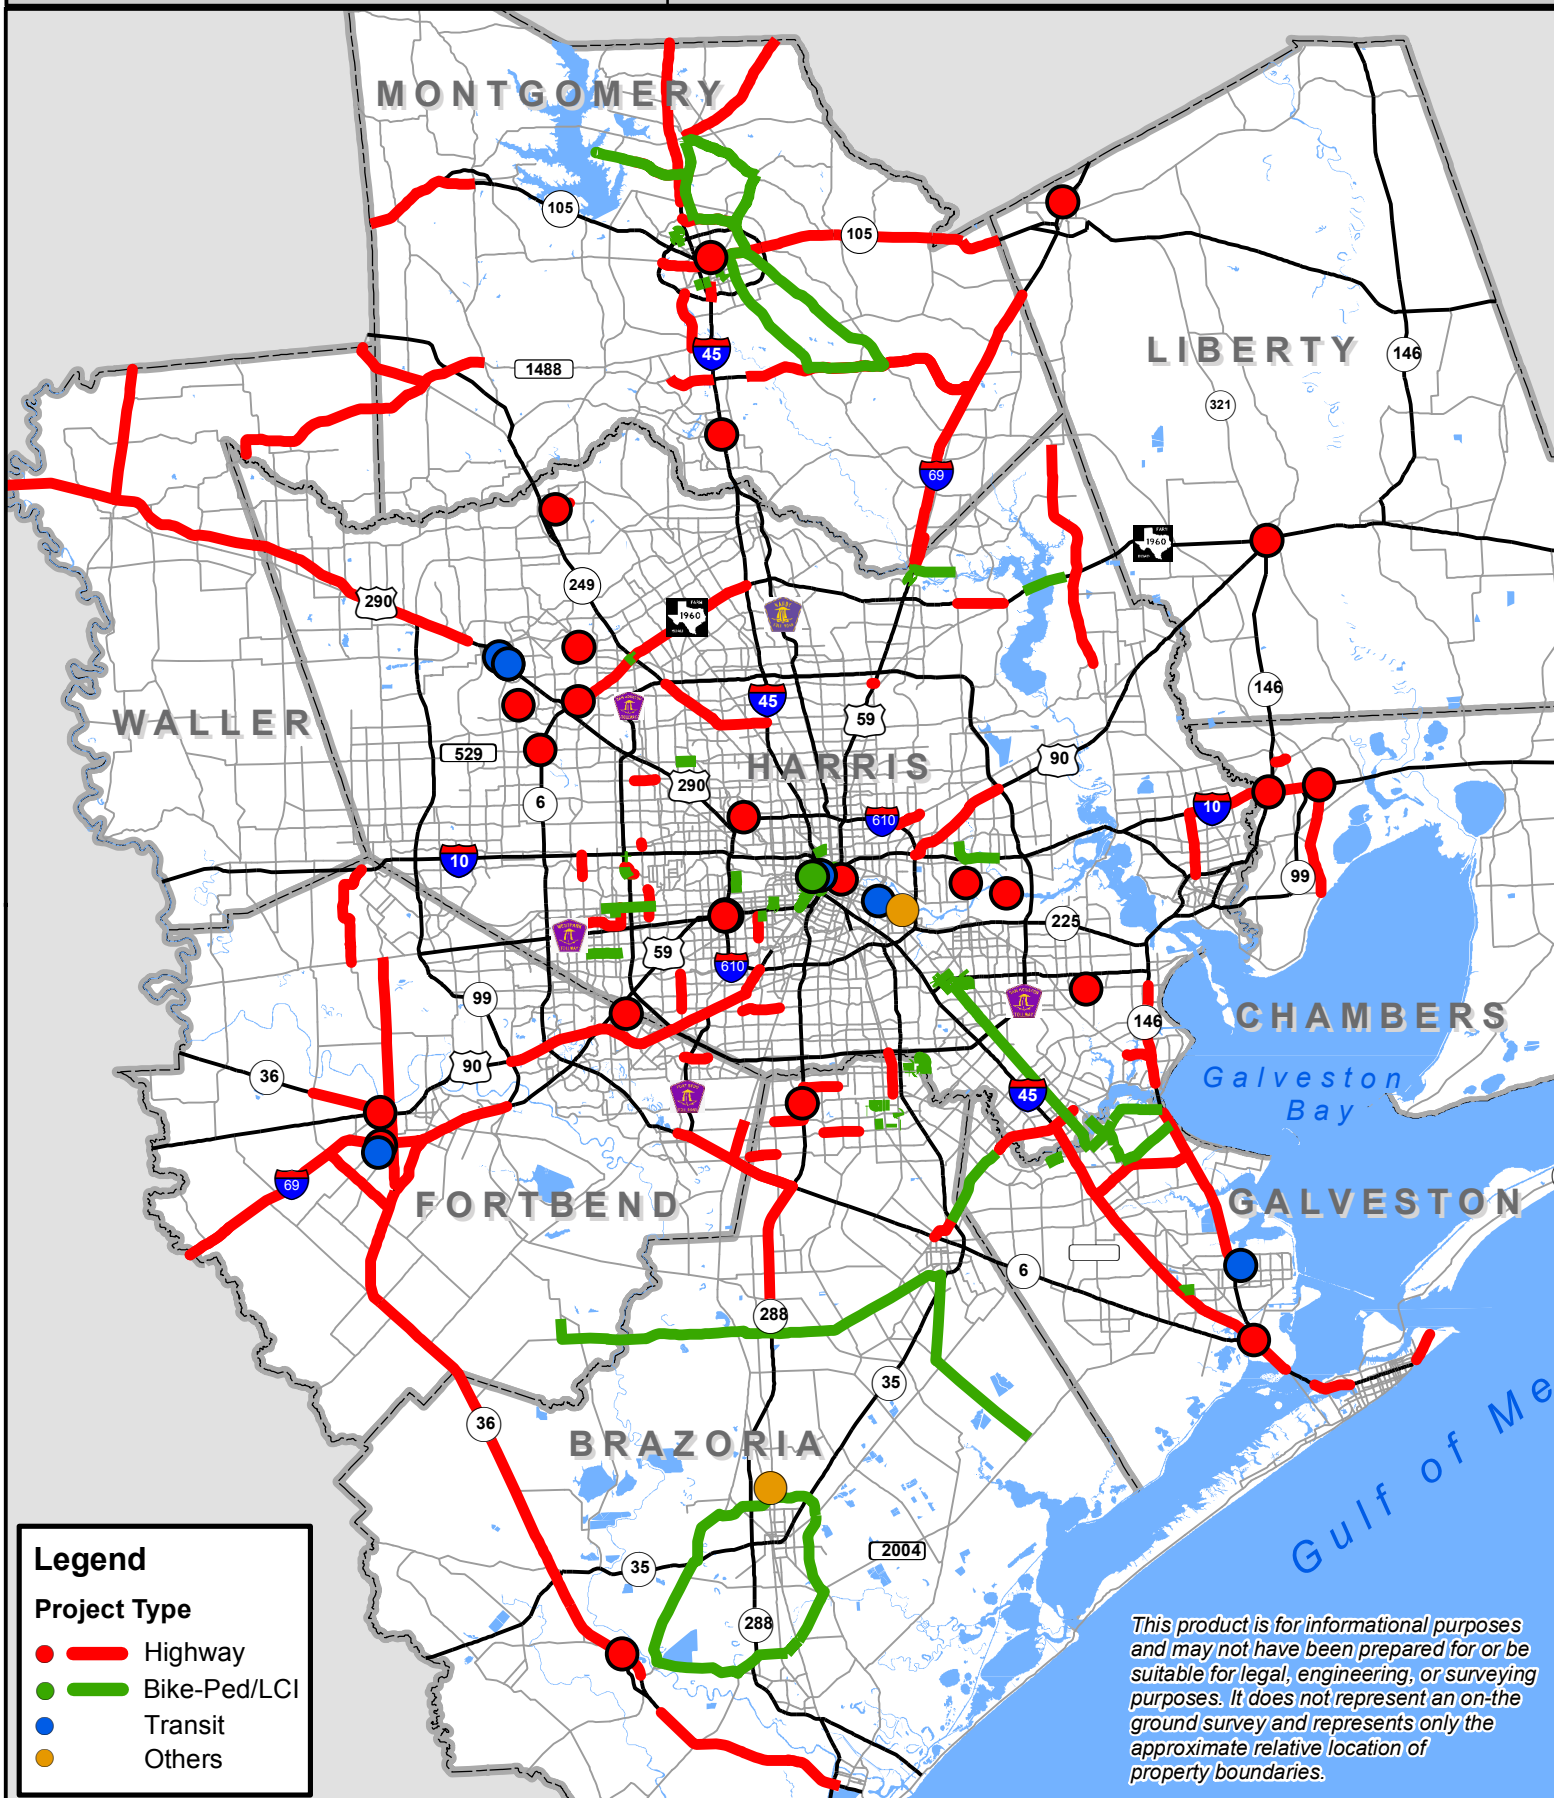 MONTGOMERY
105
105
LIBERTY
45
146
1488
321
69
FARM
1960
ROAD
249
290
FARM
1960
ROAD
146
WALLER
45
59
529
HARRIS
90
290
6
10
610
10
99
225
59
610
99
CHAMBERS
146
36
90
Galveston
Bay
45
69
FORTBEND
GALVESTON
6
288
35
36
BRAZORIA
Gulf of Me
2004
35
288
Legend
Project Type
Highway
Bike-Ped/LCI
Transit
Others
This product is for informational purposes
and may not have been prepared for or be
suitable for legal, engineering, or surveying
purposes. It does not represent an on-the
ground survey and represents only the
approximate relative location of
property boundaries.